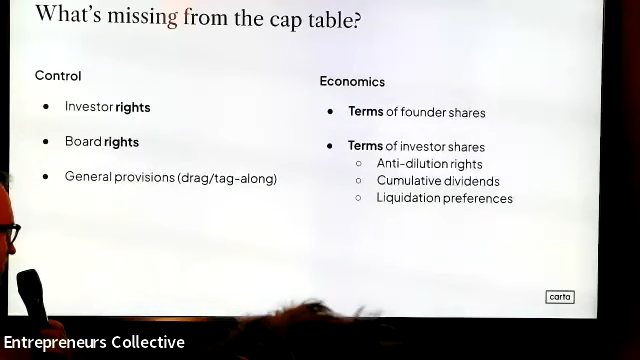 What's missing from the cap table?
Control
• Investor rights
• Board rights
• General provisions (drag/tag-along)
Economics
• Terms of founder shares
• Terms of investor shares
○ Anti-dilution rights
○ Cumulative dividends
○ Liquidation preferences
carta
Entrepreneurs Collective